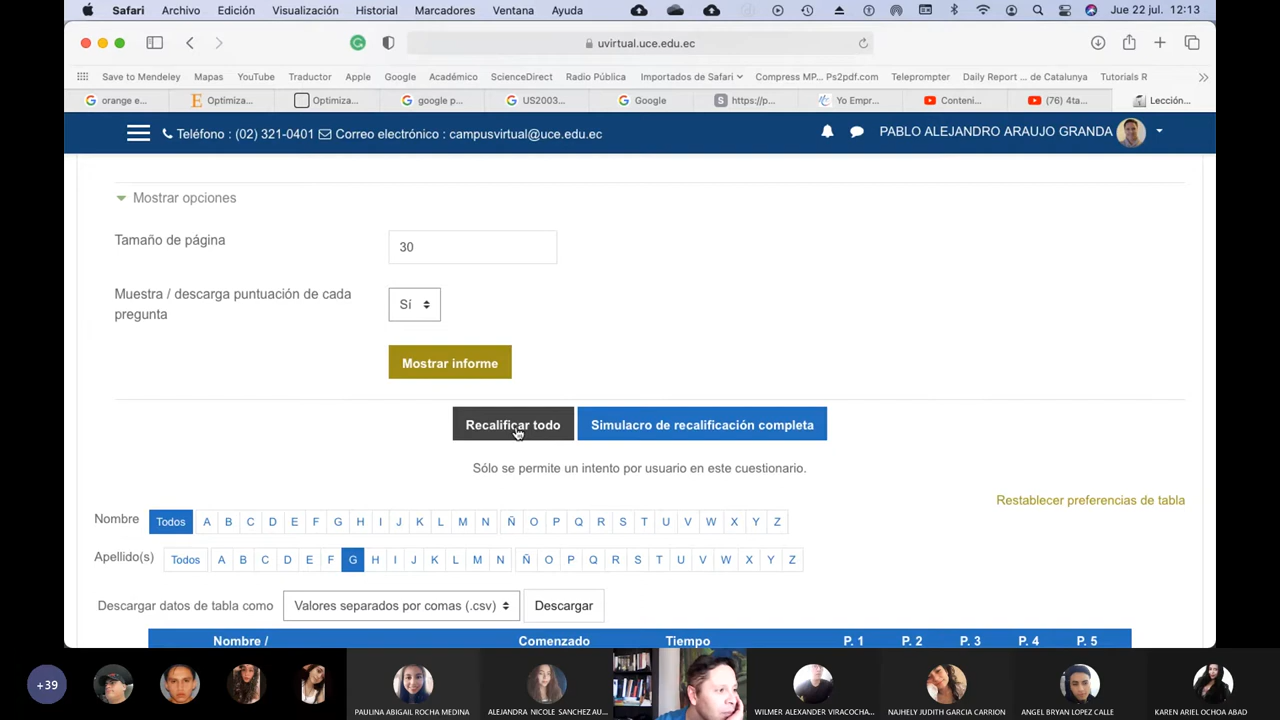 Safari Archivo Edición Visualización Historial Marcadores Ventana Ayuda Jue 22 jul. 12:13
uvirtual.uce.edu.ec
Save to Mendeley Mapas YouTube Traductor Apple Google Académico ScienceDirect Radio Pública Importados de Safari Compress MP... Ps2pdf.com Teleprompter Daily Report ... de Catalunya Tutorials R
orange e... Optimiza... Optimiza... google p... US2003... Google https://p... Yo Empr... Conteni... (76) 4ta... Lección...
Teléfono : (02) 321-0401 Correo electrónico : campusvirtual@uce.edu.ec PABLO ALEJANDRO ARAUJO GRANDA
Mostrar opciones
Tamaño de página 30
Muestra / descarga puntuación de cada
pregunta
Sí
Mostrar informe
Recalificar todo Simulacro de recalificación completa
Sólo se permite un intento por usuario en este cuestionario.
Restablecer preferencias de tabla
Nombre Todos A B C D E F G H I J K L M N Ñ O P Q R S T U V W X Y Z
Apellido(s) Todos A B C D E F G H I J K L M N Ñ O P Q R S T U V W X Y Z
Descargar datos de tabla como Valores separados por comas (.csv) Descargar
Nombre / Comenzado Tiempo P. 1 P. 2 P. 3 P. 4 P. 5
+39
PAULINA ABIGAIL ROCHA MEDINA ALEJANDRA NICOLE SANCHEZ AU... WILMER ALEXANDER VIRACOCHA... NAJHELY JUDITH GARCIA CARRION ANGEL BRYAN LOPEZ CALLE KAREN ARIEL OCHOA ABAD